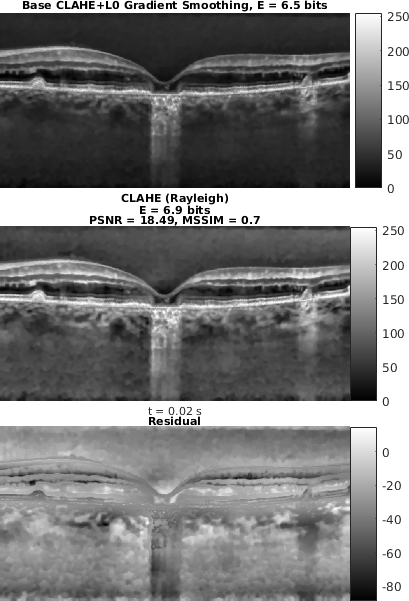 Base CLAHE+L0 Gradient Smoothing, E = 6.5 bits
250
200
150
100
50
0
CLAHE (Rayleigh)
E = 6.9 bits
PSNR = 18.49, MSSIM = 0.7
250
200
150
100
50
0
t = 0.02 s
Residual
0
-20
-40
-60
-80